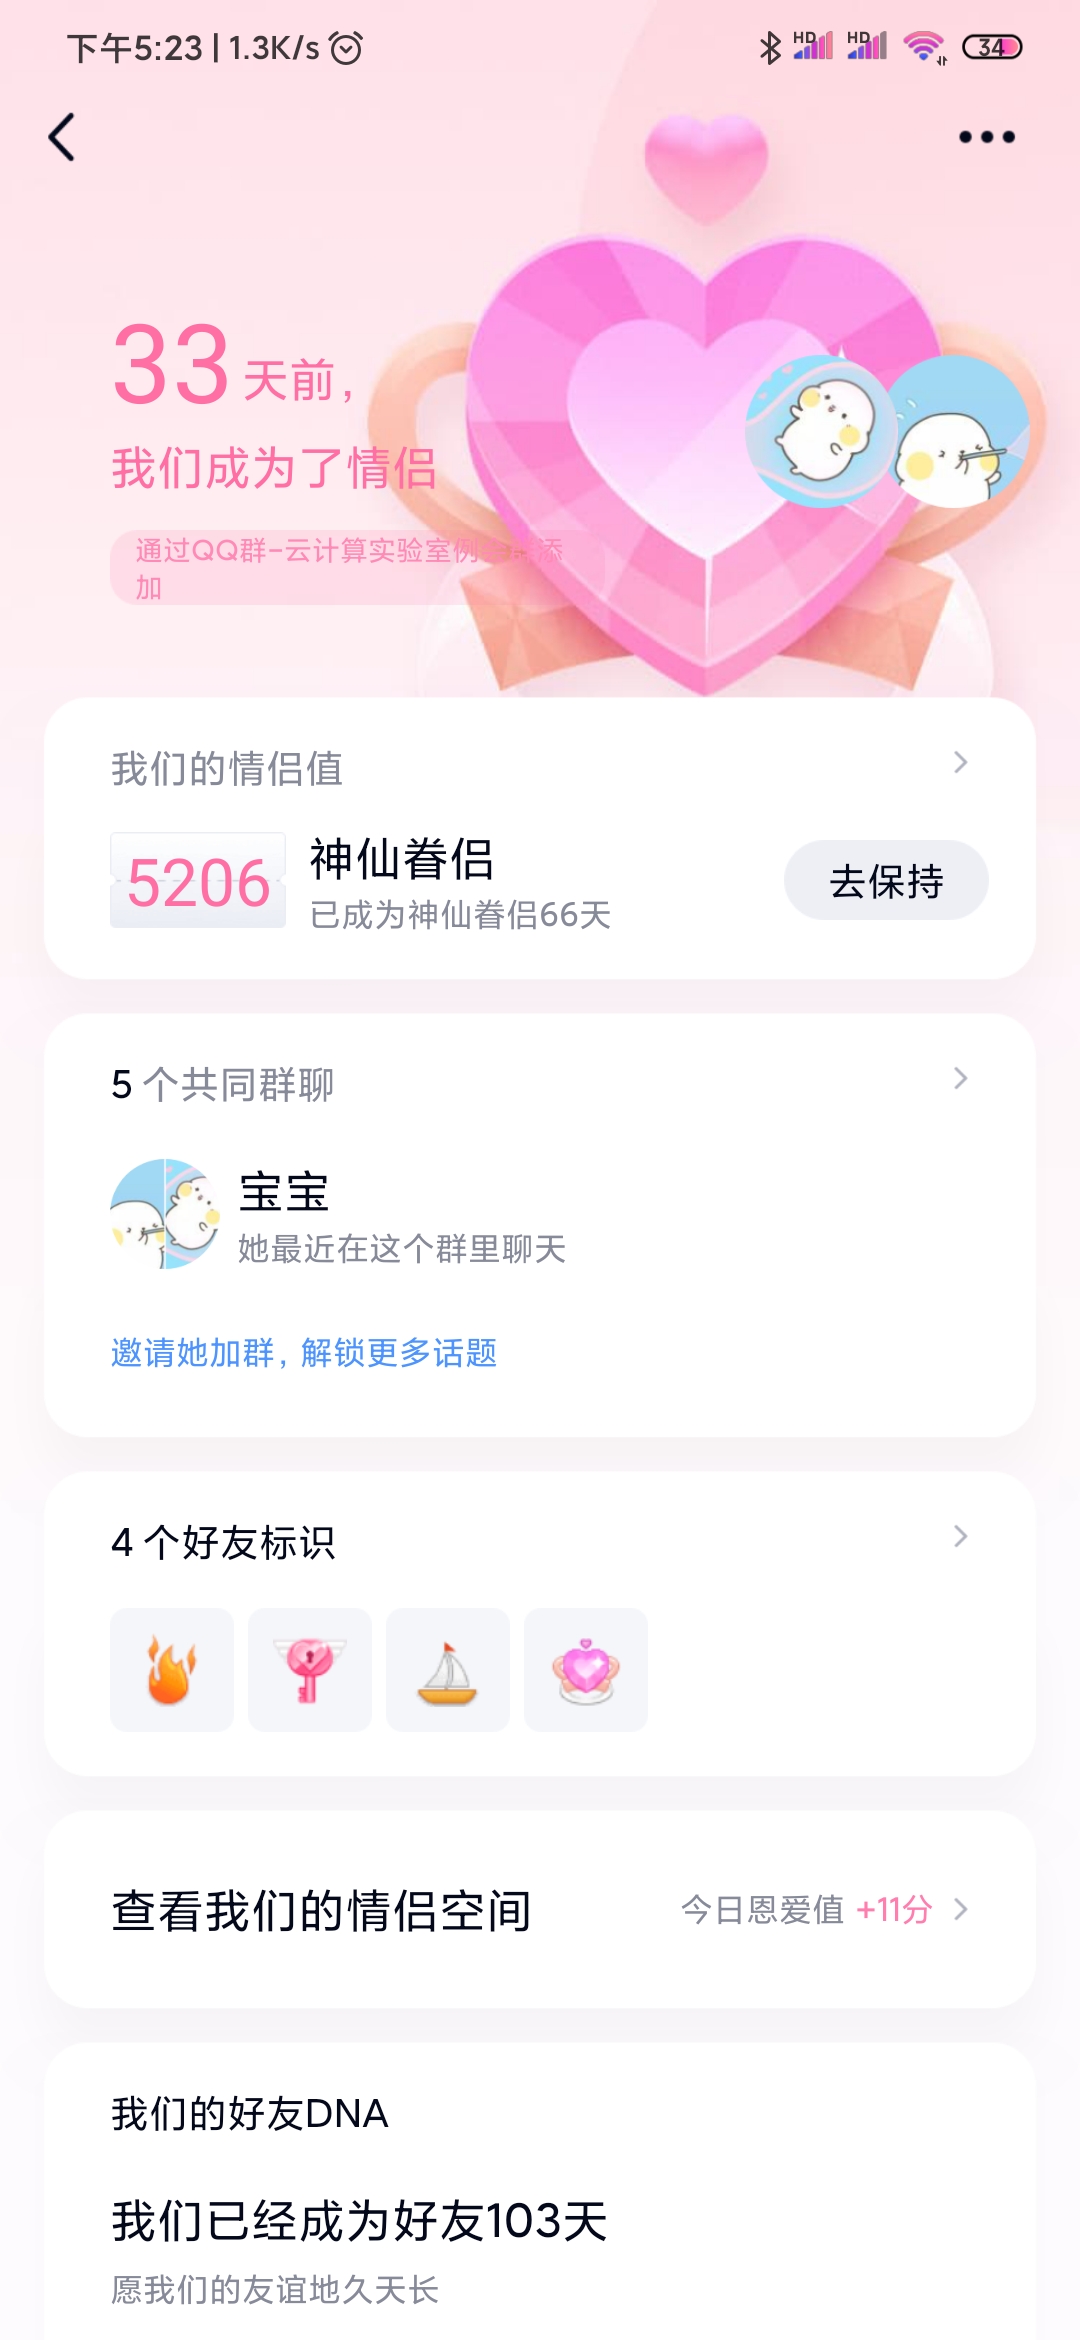 下午5:23 | 1.3K/s
HD HD 34
33 天前，
我们成为了情侣
通过QQ群-云计算实验室例会群添
加
我们的情侣值
5206
神仙眷侣
已成为神仙眷侣66天
去保持
5 个共同群聊
宝宝
她最近在这个群里聊天
邀请她加群，解锁更多话题
4 个好友标识
查看我们的情侣空间
今日恩爱值 +11分
我们的好友DNA
我们已经成为好友103天
愿我们的友谊地久天长